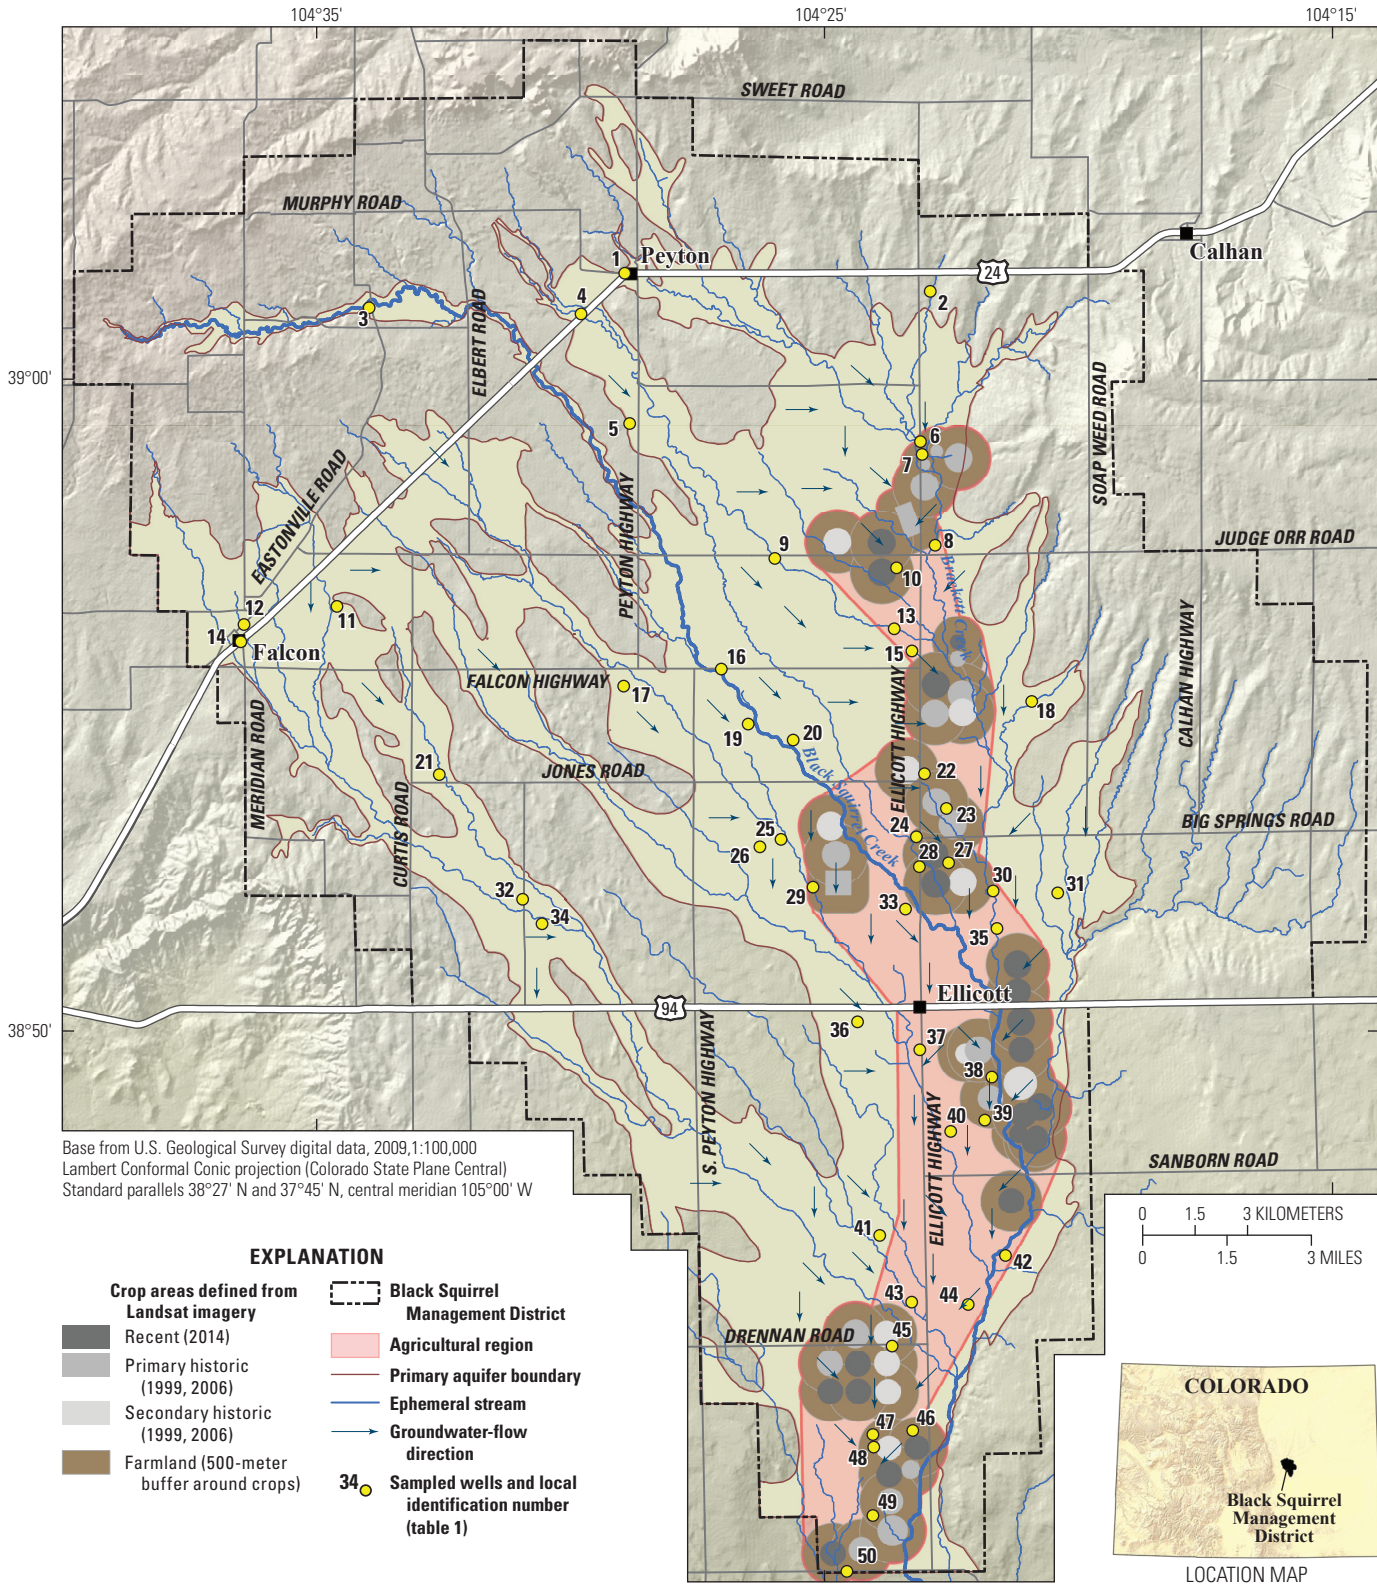 104°35'
104°25'
104°15'
SWEET ROAD
MURPHY ROAD
Calhan
1
Peyton
24
2
4
3
ELBERT ROAD
39°00'
SOAP WEED ROAD
5
6
7
EASTONVILLE ROAD
PEYTON HIGHWAY
JUDGE ORR ROAD
8
9
10
Brackett Creek
11
12
13
14
Falcon
15
16
FALCON HIGHWAY
17
18
CALHAN HIGHWAY
ELLICOTT HIGHWAY
MERIDIAN ROAD
19
20
Black Squirrel Creek
21
JONES ROAD
22
23
CURTIS ROAD
24
25
26
27
28
BIG SPRINGS ROAD
29
30
31
32
33
34
35
Ellicott
94
36
38°50'
37
38
39
40
S. PEYTON HIGHWAY
ELLICOTT HIGHWAY
SANBORN ROAD
41
42
43
44
DRENNAN ROAD
45
46
47
48
49
50
Base from U.S. Geological Survey digital data, 2009,1:100,000
Lambert Conformal Conic projection (Colorado State Plane Central)
Standard parallels 38°27' N and 37°45' N, central meridian 105°00' W
0 1.5 3 KILOMETERS
0 1.5 3 MILES
EXPLANATION
Crop areas defined from
Landsat imagery
Recent (2014)
Primary historic
(1999, 2006)
Secondary historic
(1999, 2006)
Farmland (500-meter
buffer around crops)
Black Squirrel
Management District
Agricultural region
Primary aquifer boundary
Ephemeral stream
Groundwater-flow
direction
34
Sampled wells and local
identification number
(table 1)
COLORADO
Black Squirrel
Management
District
LOCATION MAP